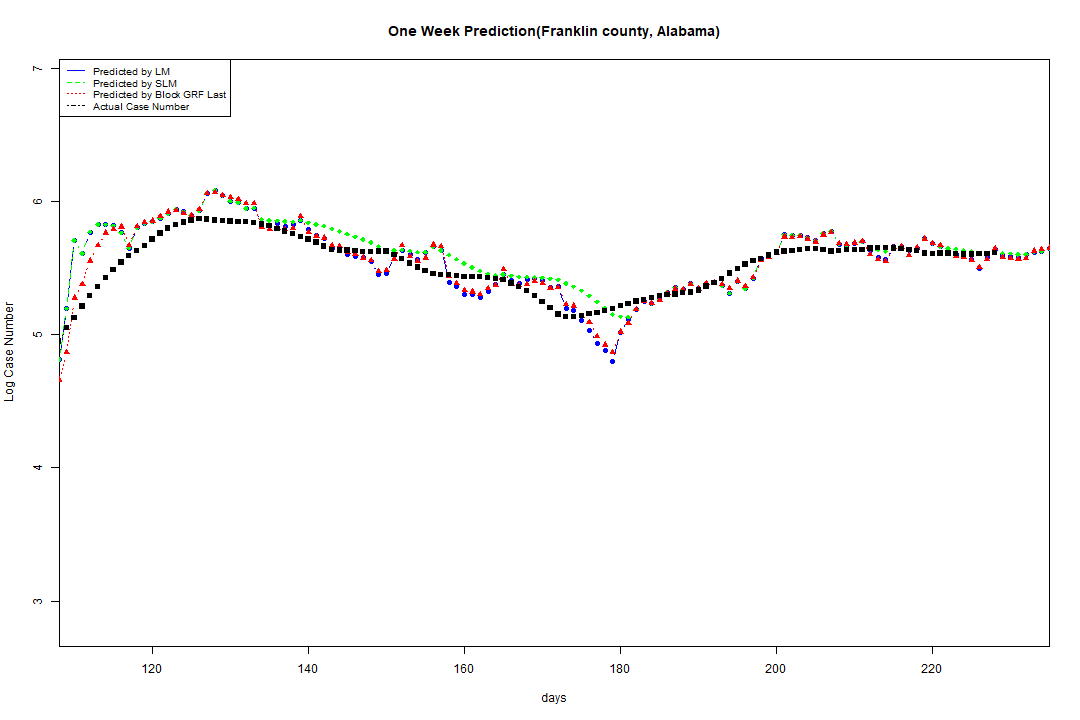 One Week Prediction(Franklin county, Alabama)
7
Predicted by LM
Predicted by SLM
Predicted by Block GRF Last
Actual Case Number
6
5
4
3
Log Case Number
120 140 160 180 200 220
days